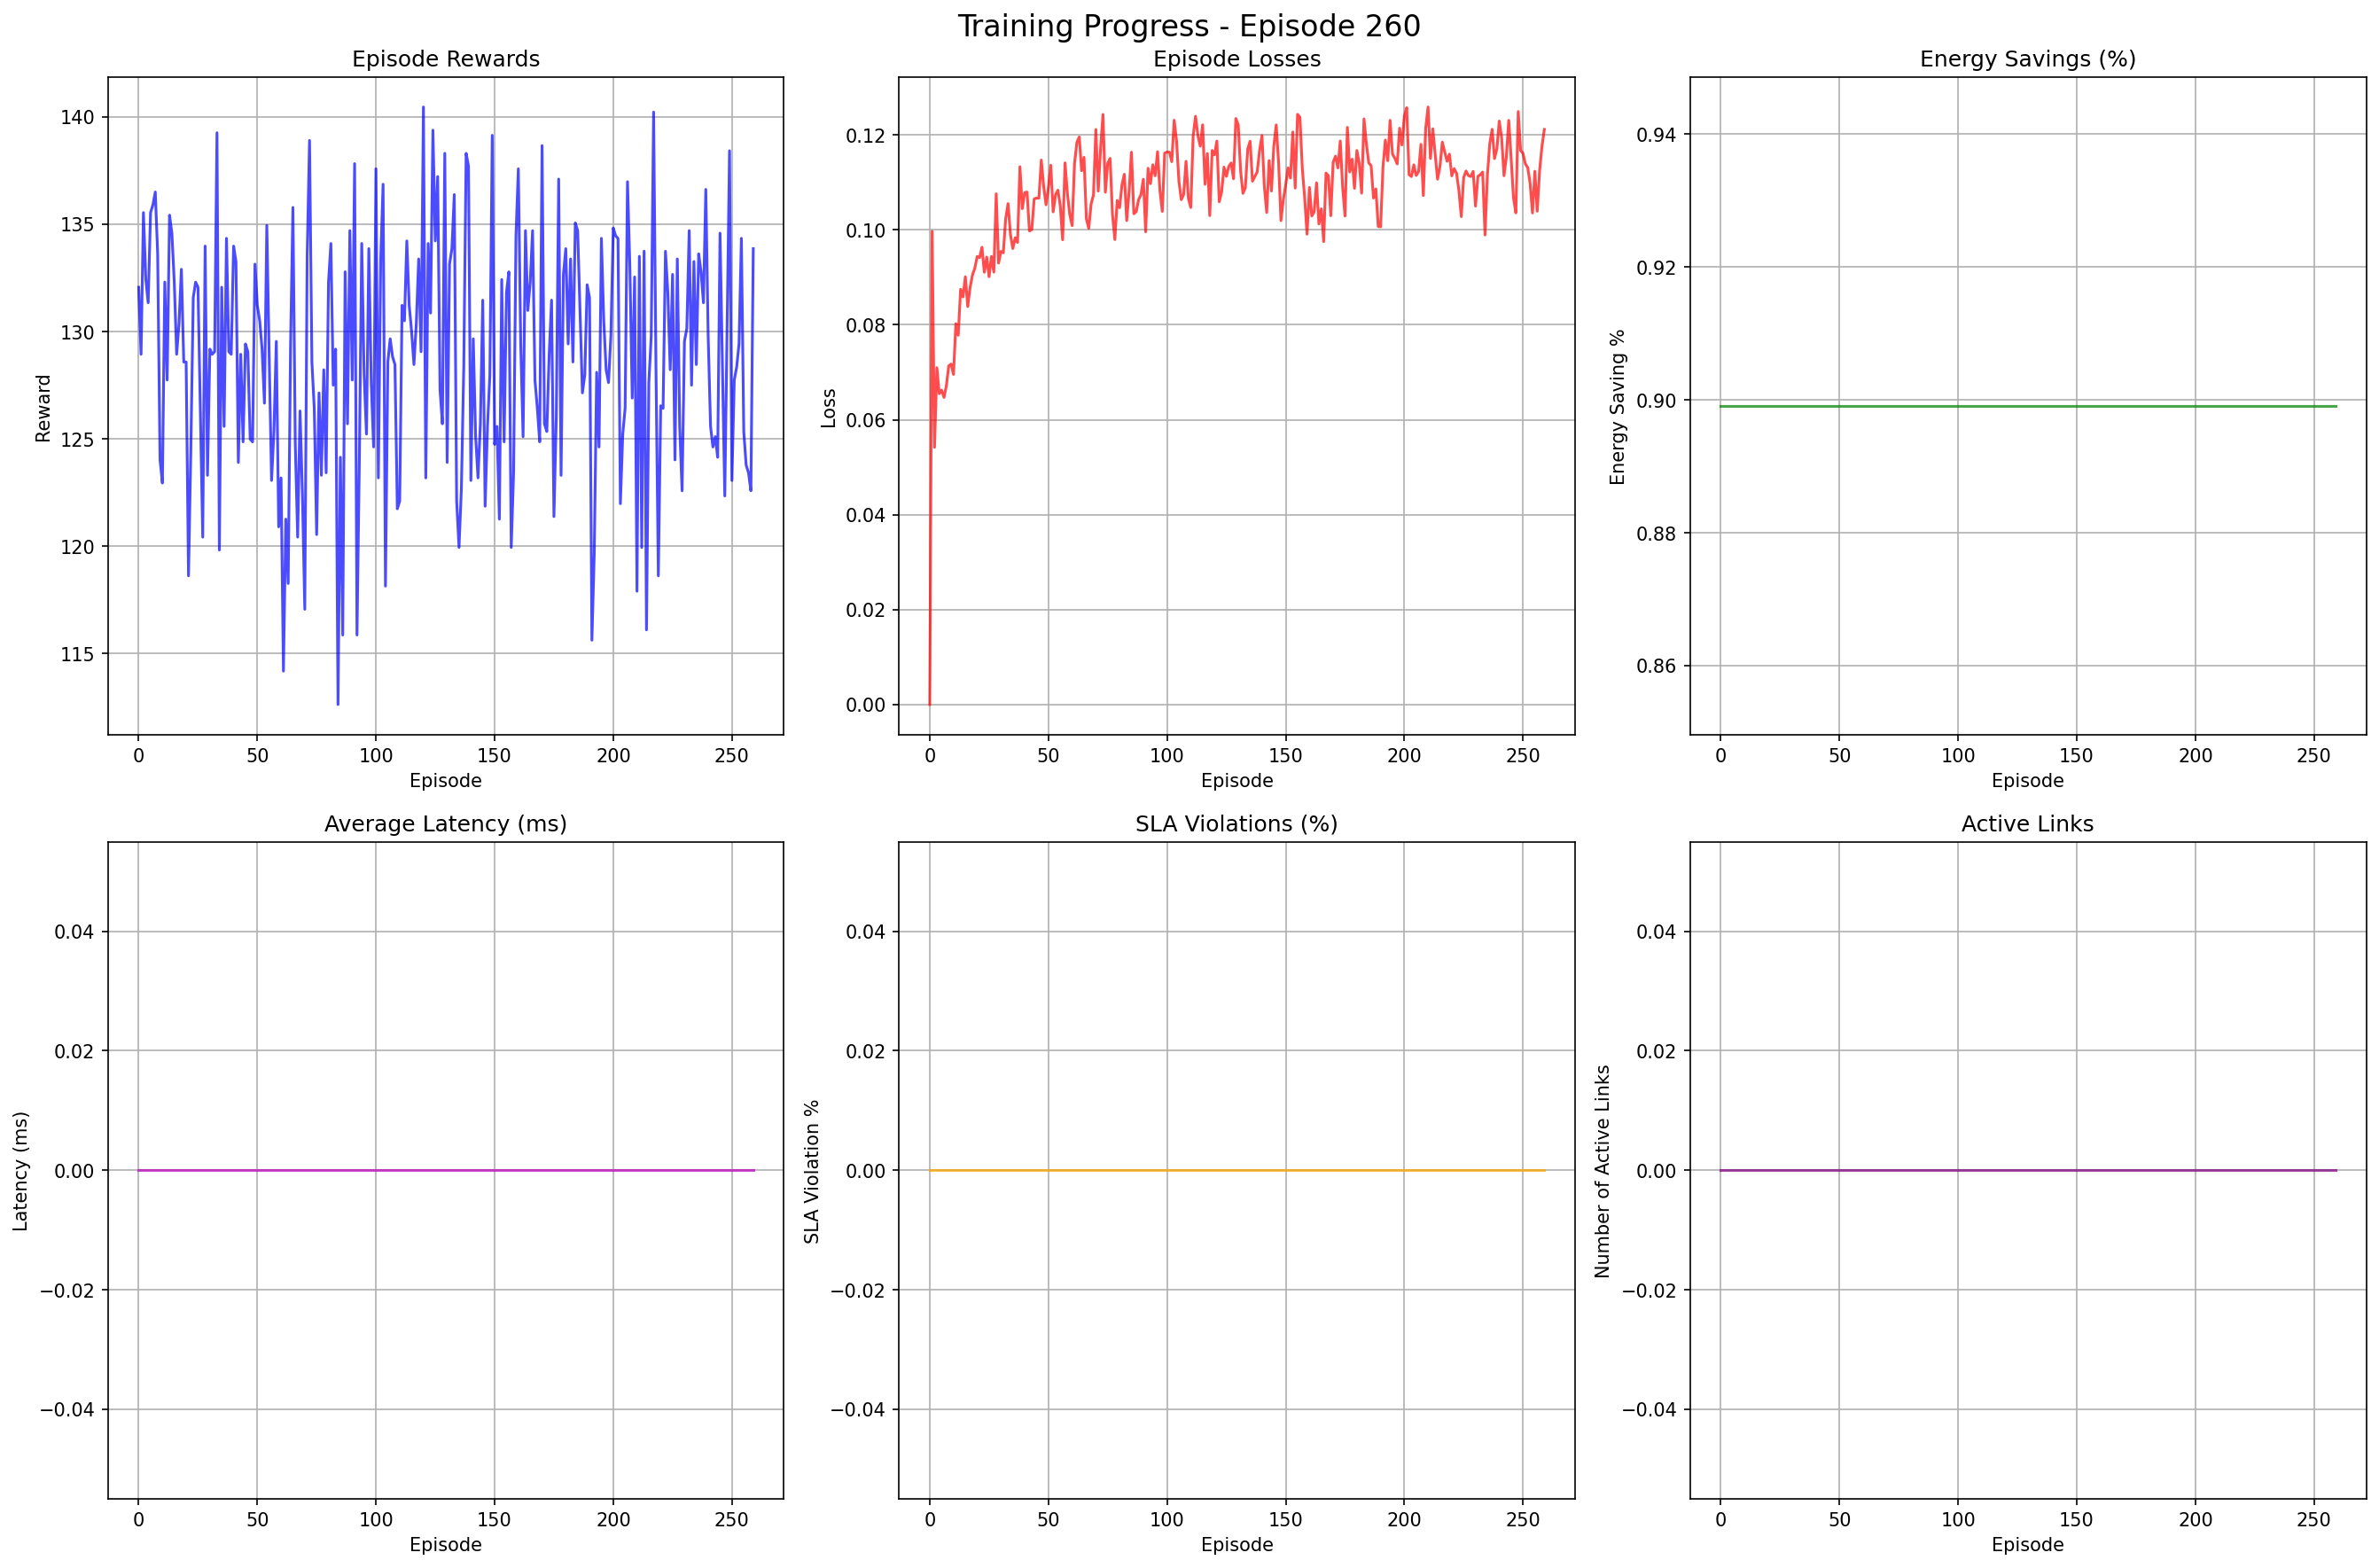 Training Progress - Episode 260
Episode Rewards
140
135
130
125
120
115
Reward
0 50 100 150 200 250
Episode
Episode Losses
0.12
0.10
0.08
0.06
0.04
0.02
0.00
Loss
0 50 100 150 200 250
Episode
Energy Savings (%)
0.94
0.92
0.90
0.88
0.86
Energy Saving %
0 50 100 150 200 250
Episode
Average Latency (ms)
0.04
0.02
0.00
−0.02
−0.04
Latency (ms)
0 50 100 150 200 250
Episode
SLA Violations (%)
0.04
0.02
0.00
−0.02
−0.04
SLA Violation %
0 50 100 150 200 250
Episode
Active Links
0.04
0.02
0.00
−0.02
−0.04
Number of Active Links
0 50 100 150 200 250
Episode